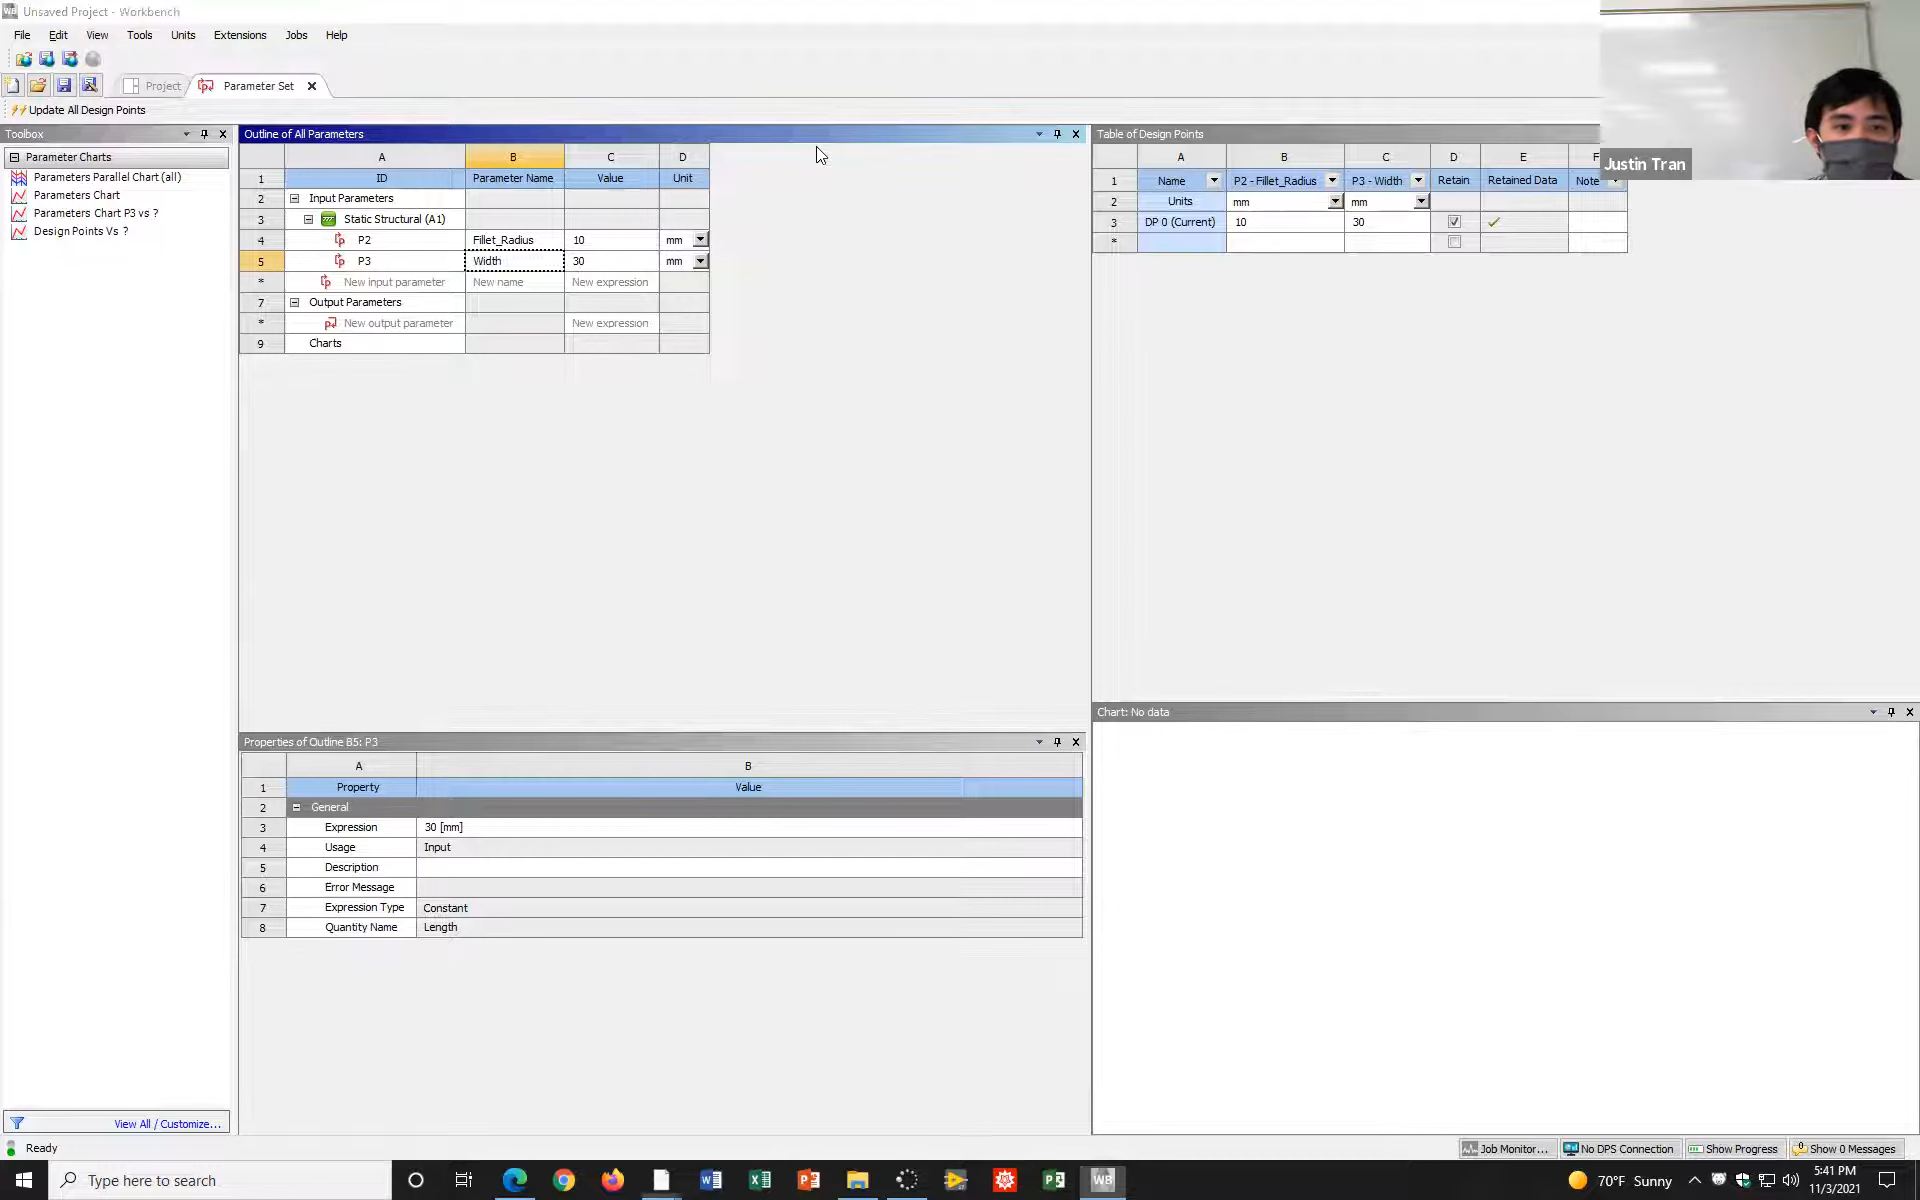 Unsaved Project - Workbench
File Edit View Tools Units Extensions Jobs Help
Project
Parameter Set
Update All Design Points
Toolbox
Parameter Charts
Parameters Parallel Chart (all)
Parameters Chart
Parameters Chart P3 vs ?
Design Points Vs ?
View All / Customize...
Outline of All Parameters
A B C D
1 ID Parameter Name Value Unit
2 Input Parameters
3 Static Structural (A1)
4 P2 Fillet_Radius 10 mm
5 P3 Width 30 mm
* New input parameter New name New expression
7 Output Parameters
* New output parameter New expression
9 Charts
Properties of Outline B5: P3
A B
1 Property Value
2 General
3 Expression 30 [mm]
4 Usage Input
5 Description
6 Error Message
7 Expression Type Constant
8 Quantity Name Length
Table of Design Points
A B C D E F
1 Name P2 - Fillet_Radius P3 - Width Retain Retained Data Note
2 Units mm mm
3 DP 0 (Current) 10 30
*
Justin Tran
Chart: No data
Ready
Job Monitor... No DPS Connection Show Progress Show 0 Messages
Type here to search
70°F Sunny
5:41 PM
11/3/2021